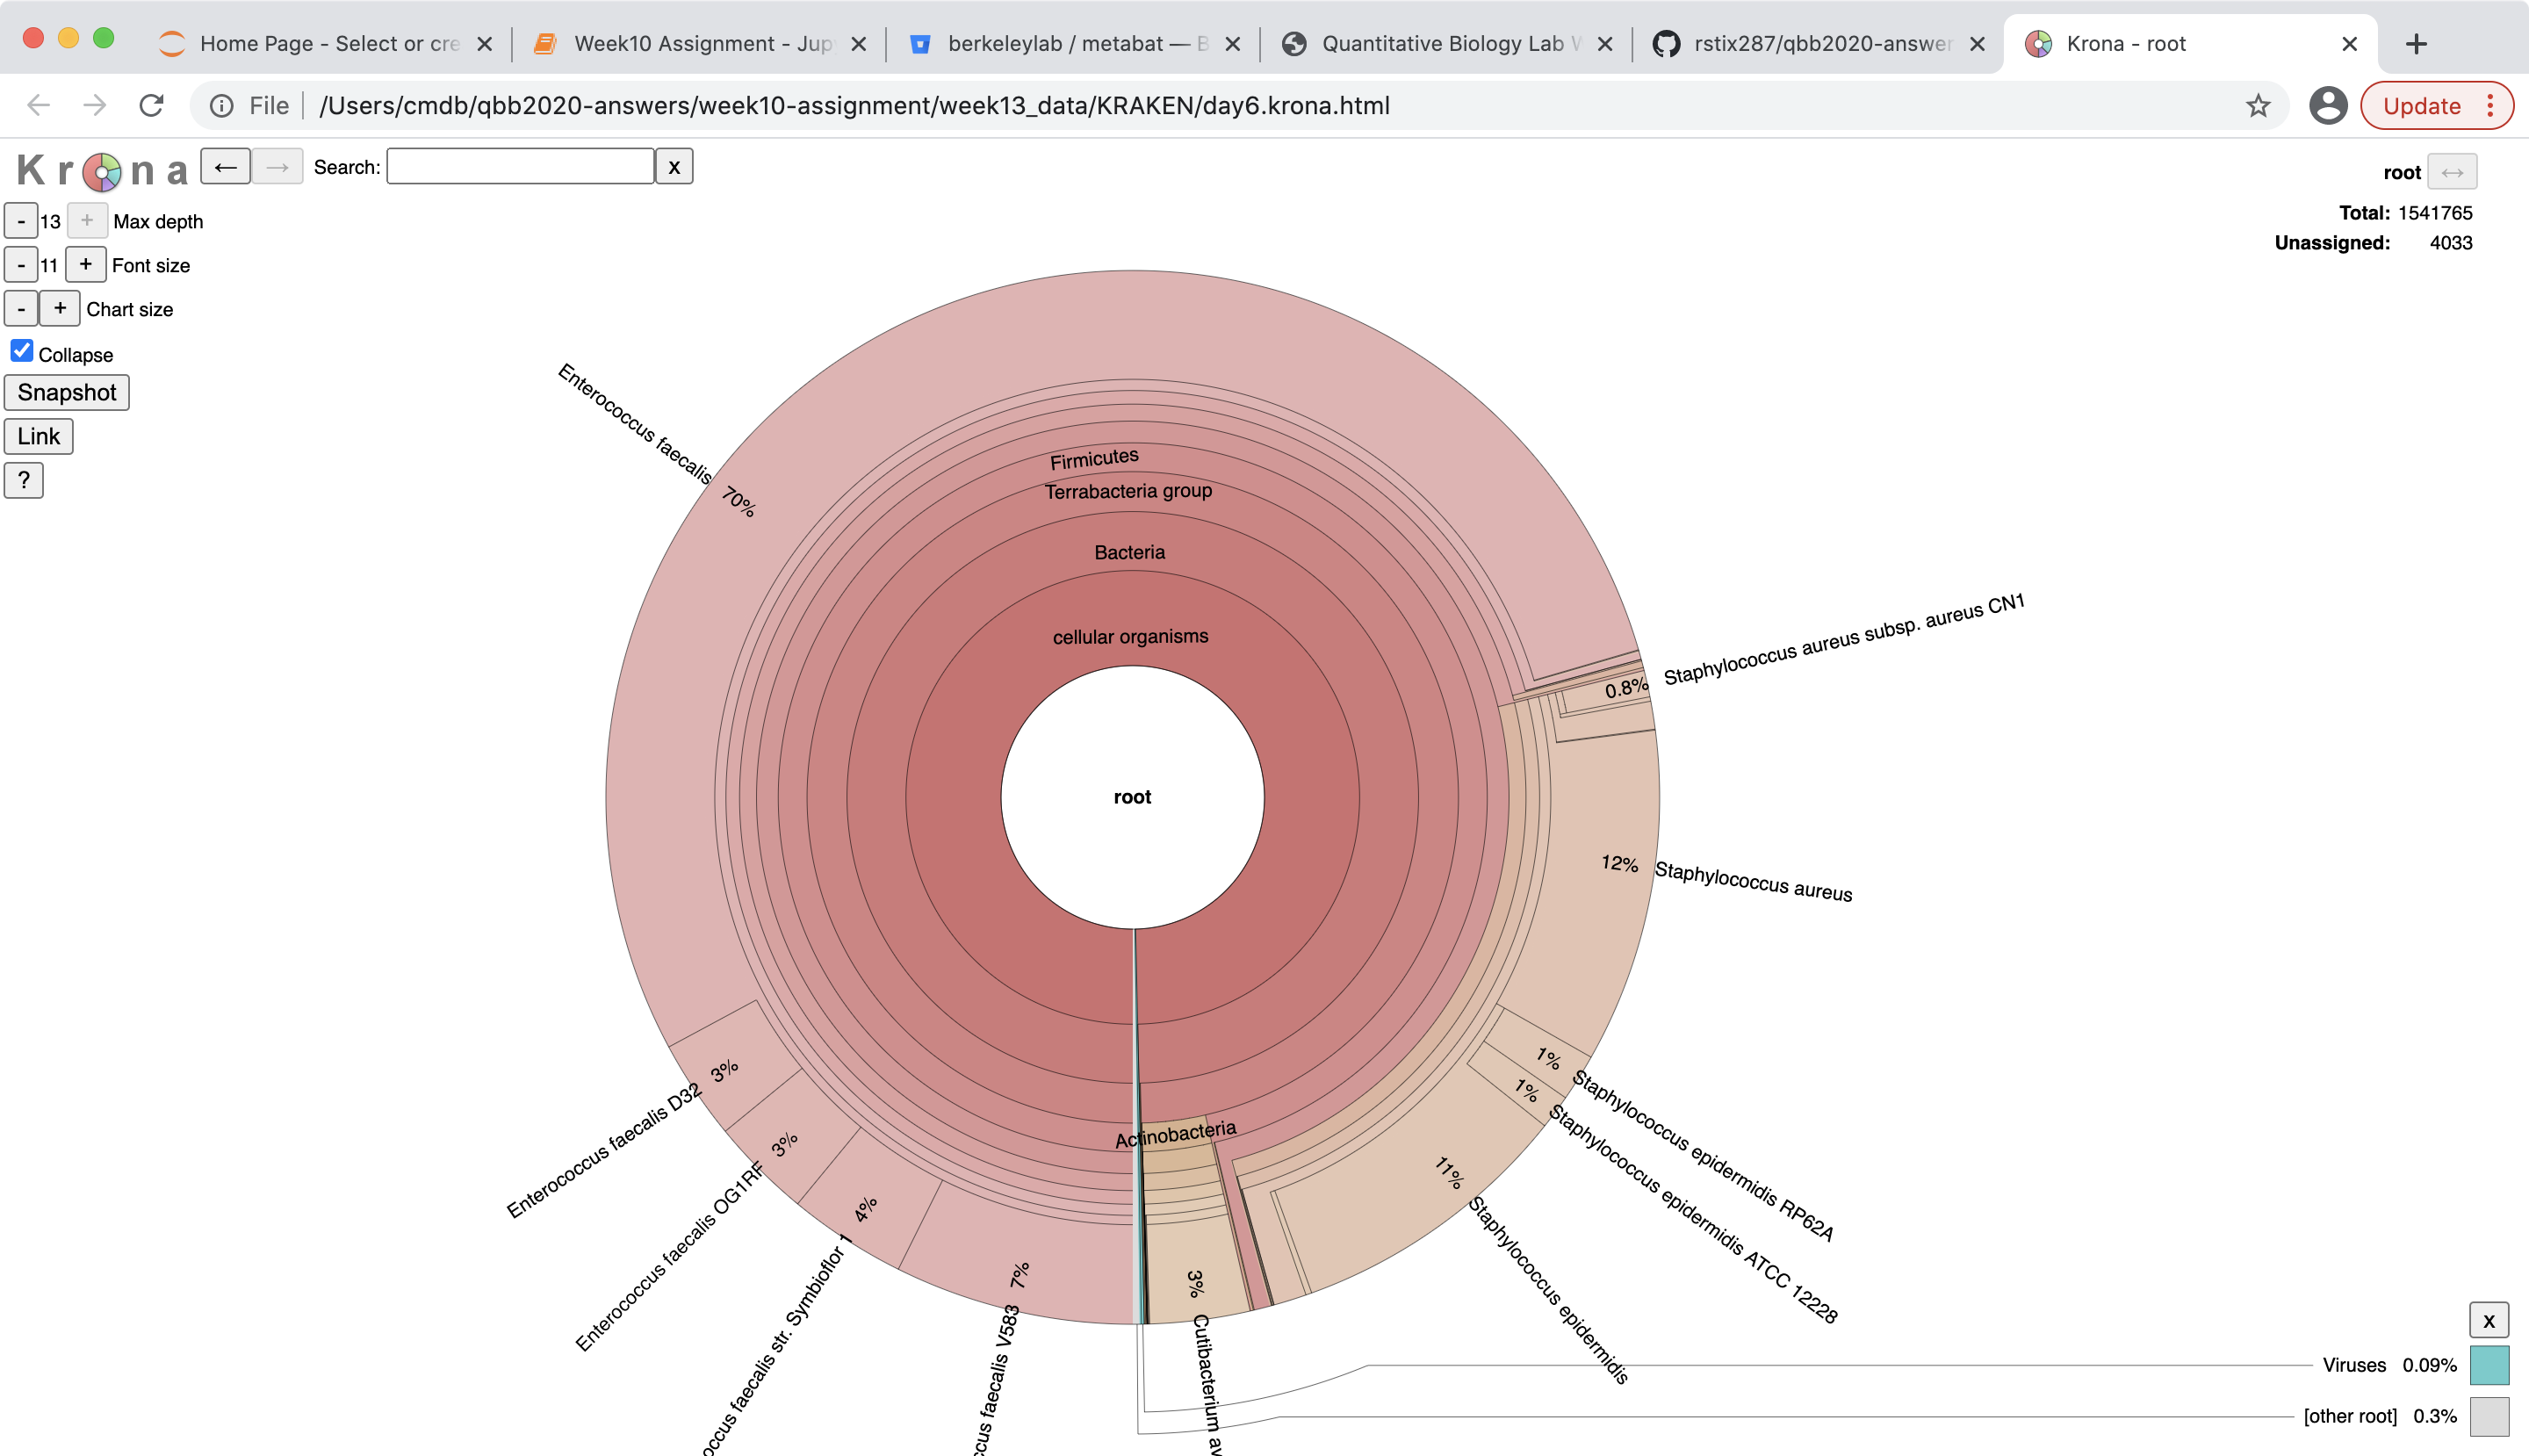 Home Page - Select or cre
Week10 Assignment - Jup
berkeleylab / metabat — B
Quantitative Biology Lab W
rstix287/qbb2020-answer
Krona - root
File
/Users/cmdb/qbb2020-answers/week10-assignment/week13_data/KRAKEN/day6.krona.html
Update
Krona
← → Search: x
- 13 + Max depth
- 11 + Font size
- + Chart size
Collapse
Snapshot
Link
?
root ↔
Total: 1541765
Unassigned: 4033
Enterococcus faecalis 70%
Firmicutes
Terrabacteria group
Bacteria
cellular organisms
root
0.8% Staphylococcus aureus subsp. aureus CN1
12% Staphylococcus aureus
1% Staphylococcus epidermidis RP62A
1% Staphylococcus epidermidis ATCC 12228
11% Staphylococcus epidermidis
Actinobacteria
3% Cutibacterium av
Enterococcus faecalis D32 3%
Enterococcus faecalis OG1RF 3%
occus faecalis str. Symbioflor 1 4%
ccus faecalis V583 7%
x
Viruses 0.09%
[other root] 0.3%